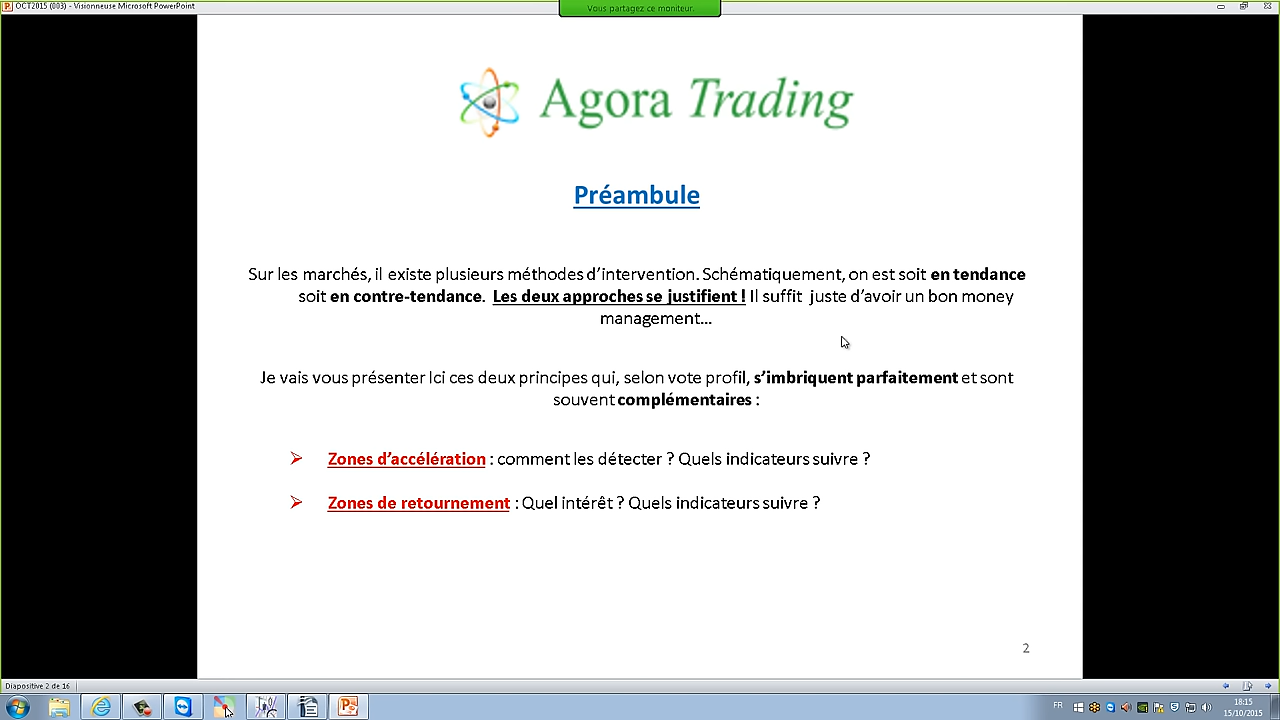 OCT2015 (003) - Visionneuse Microsoft PowerPoint
Vous partagez ce moniteur.
Agora Trading
Préambule
Sur les marchés, il existe plusieurs méthodes d'intervention. Schématiquement, on est soit en tendance
soit en contre-tendance. Les deux approches se justifient ! Il suffit juste d'avoir un bon money
management...
Je vais vous présenter Ici ces deux principes qui, selon vote profil, s'imbriquent parfaitement et sont
souvent complémentaires :
Zones d'accélération : comment les détecter ? Quels indicateurs suivre ?
Zones de retournement : Quel intérêt ? Quels indicateurs suivre ?
2
Diapositive 2 de 16
FR
18:15
15/10/2015